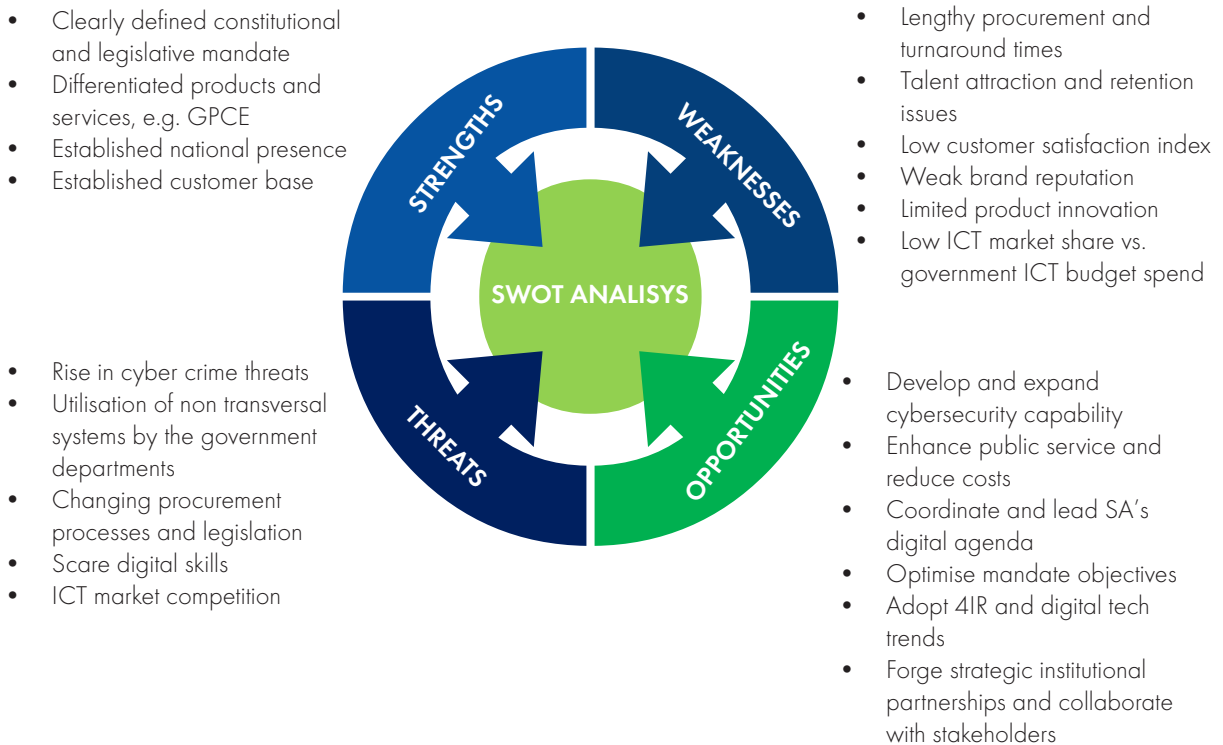 • Clearly defined constitutional
and legislative mandate
• Differentiated products and
services, e.g. GPCE
• Established national presence
• Established customer base
• Lengthy procurement and
turnaround times
• Talent attraction and retention
issues
• Low customer satisfaction index
• Weak brand reputation
• Limited product innovation
• Low ICT market share vs.
government ICT budget spend
STRENGTHS
WEAKNESSES
SWOT ANALISYS
THREATS
OPPORTUNITIES
• Rise in cyber crime threats
• Utilisation of non transversal
systems by the government
departments
• Changing procurement
processes and legislation
• Scare digital skills
• ICT market competition
• Develop and expand
cybersecurity capability
• Enhance public service and
reduce costs
• Coordinate and lead SA's
digital agenda
• Optimise mandate objectives
• Adopt 4IR and digital tech
trends
• Forge strategic institutional
partnerships and collaborate
with stakeholders